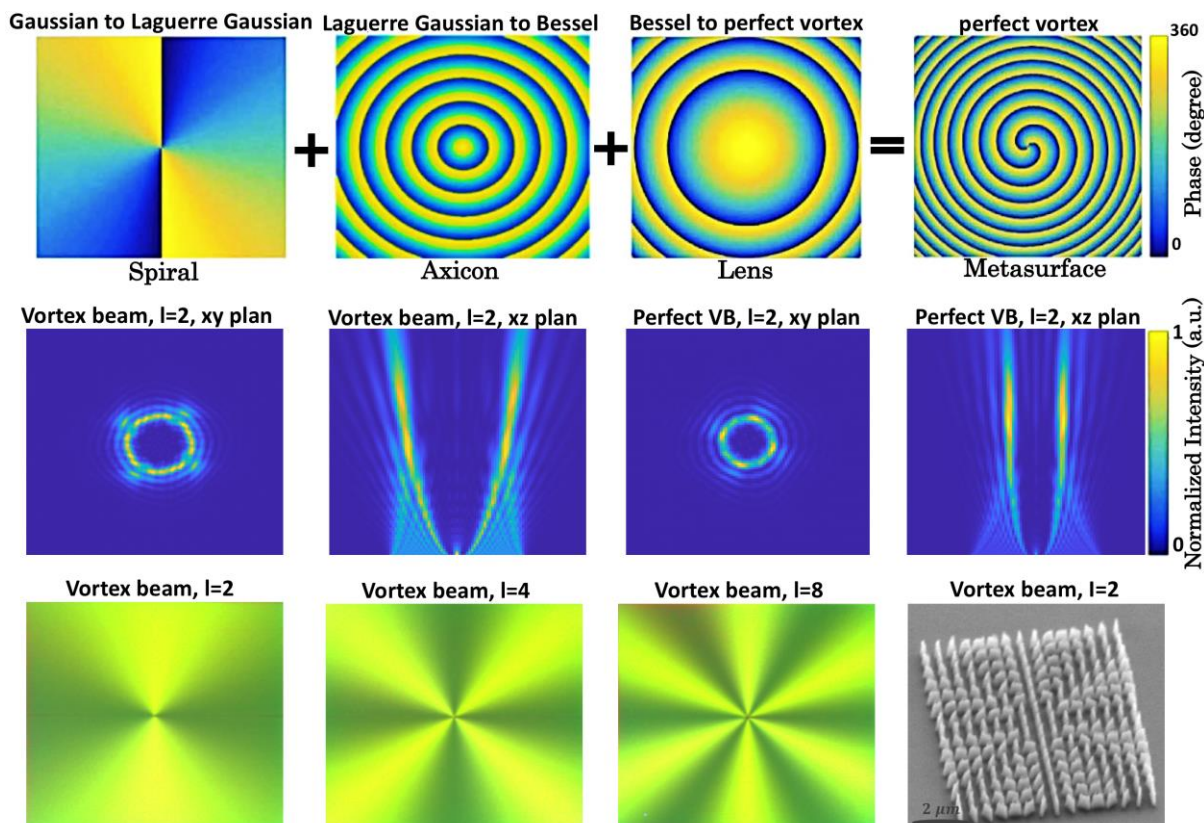 Gaussian to Laguerre Gaussian
Laguerre Gaussian to Bessel
Bessel to perfect vortex
perfect vortex
360
Phase (degree)
0
+
+
=
Spiral
Axicon
Lens
Metasurface
Vortex beam, l=2, xy plan
Vortex beam, l=2, xz plan
Perfect VB, l=2, xy plan
Perfect VB, l=2, xz plan
1
Normalized Intensity (a.u.)
0
Vortex beam, l=2
Vortex beam, l=4
Vortex beam, l=8
Vortex beam, l=2
2 μm